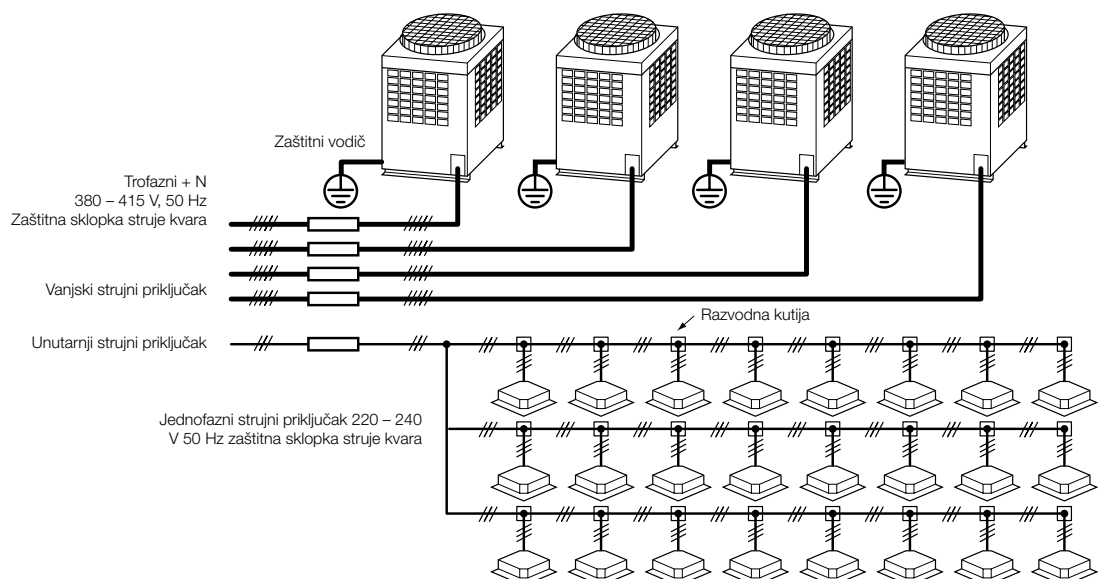 Zaštitni vodič
Trofazni + N
380 – 415 V, 50 Hz
Zaštitna sklopka struje kvara
Vanjski strujni priključak
Razvodna kutija
Unutarnji strujni priključak
Jednofazni strujni priključak 220 – 240
V 50 Hz zaštitna sklopka struje kvara